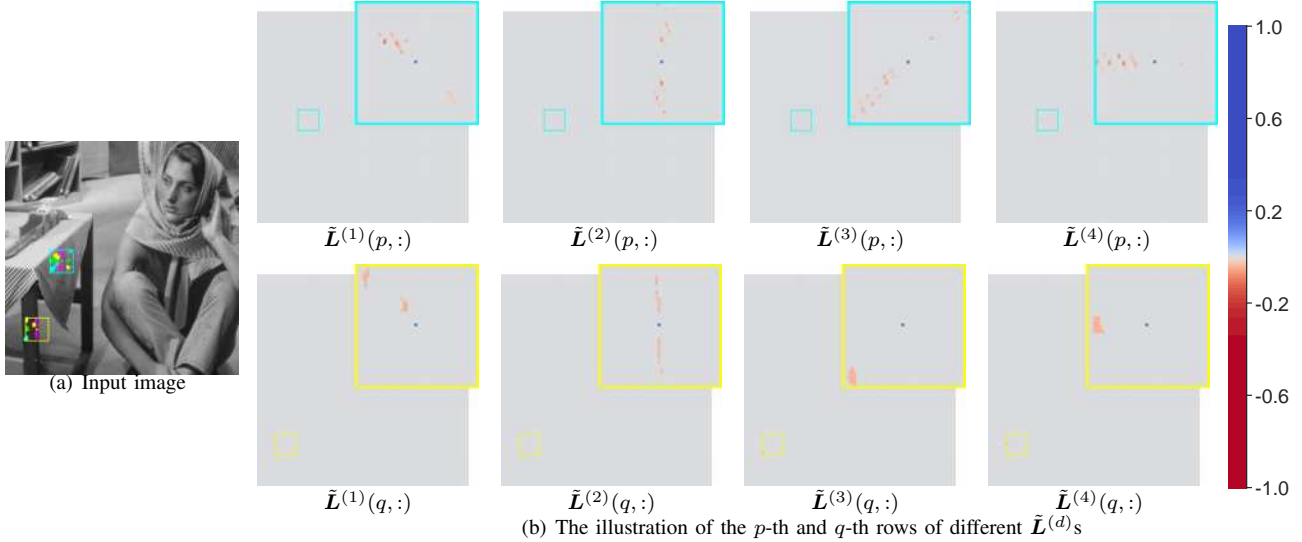 1.0
0.6
0.2
-0.2
-0.6
-1.0
L̃⁽¹⁾(p,:)
L̃⁽²⁾(p,:)
L̃⁽³⁾(p,:)
L̃⁽⁴⁾(p,:)
(a) Input image
L̃⁽¹⁾(q,:)
L̃⁽²⁾(q,:)
L̃⁽³⁾(q,:)
L̃⁽⁴⁾(q,:)
(b) The illustration of the p-th and q-th rows of different L̃⁽ᵈ⁾s